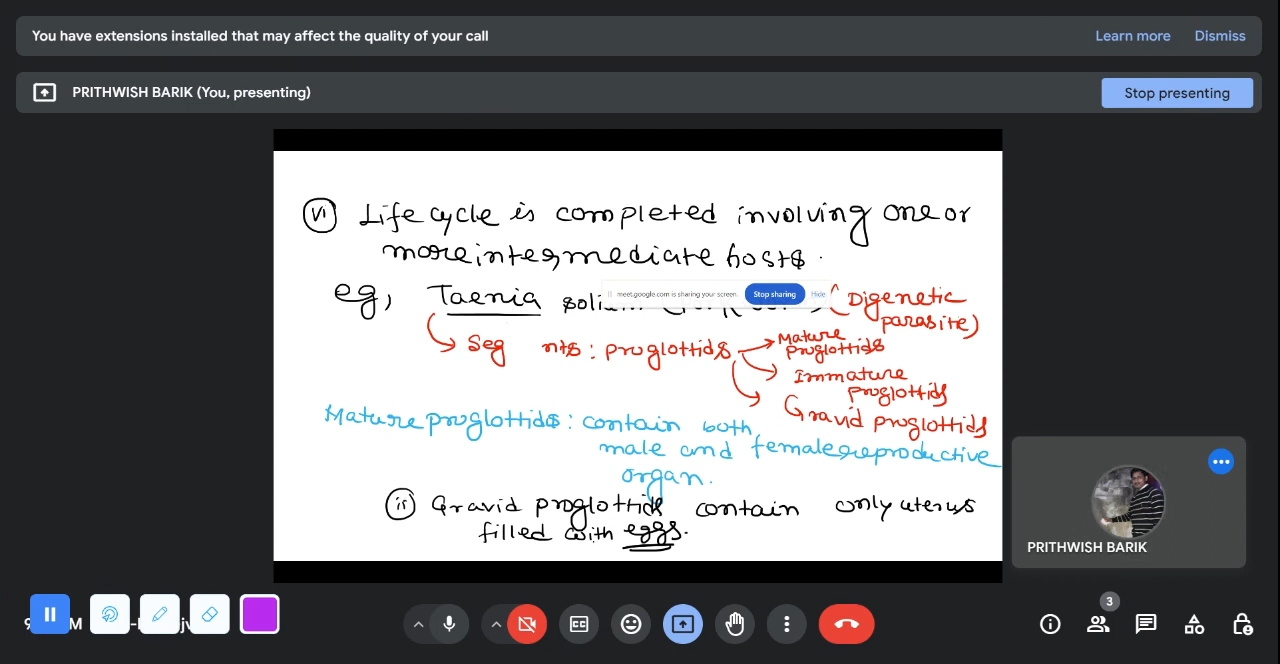 You have extensions installed that may affect the quality of your call
Learn more
Dismiss
PRITHWISH BARIK (You, presenting)
Stop presenting
(vi) Life cycle is completed involving one or
more intermediate hosts.
eg, Taenia
meet.google.com is sharing your screen.
Stop sharing
Hide
(Digenetic
parasite)
Seg nts: proglottids
Mature
proglottids
Immature
proglottids
Gravid proglottids
Mature proglottids: contain both
male and female reproductive
organ.
(ii) Gravid proglottids contain only uterus
filled with eggs.
PRITHWISH BARIK
3